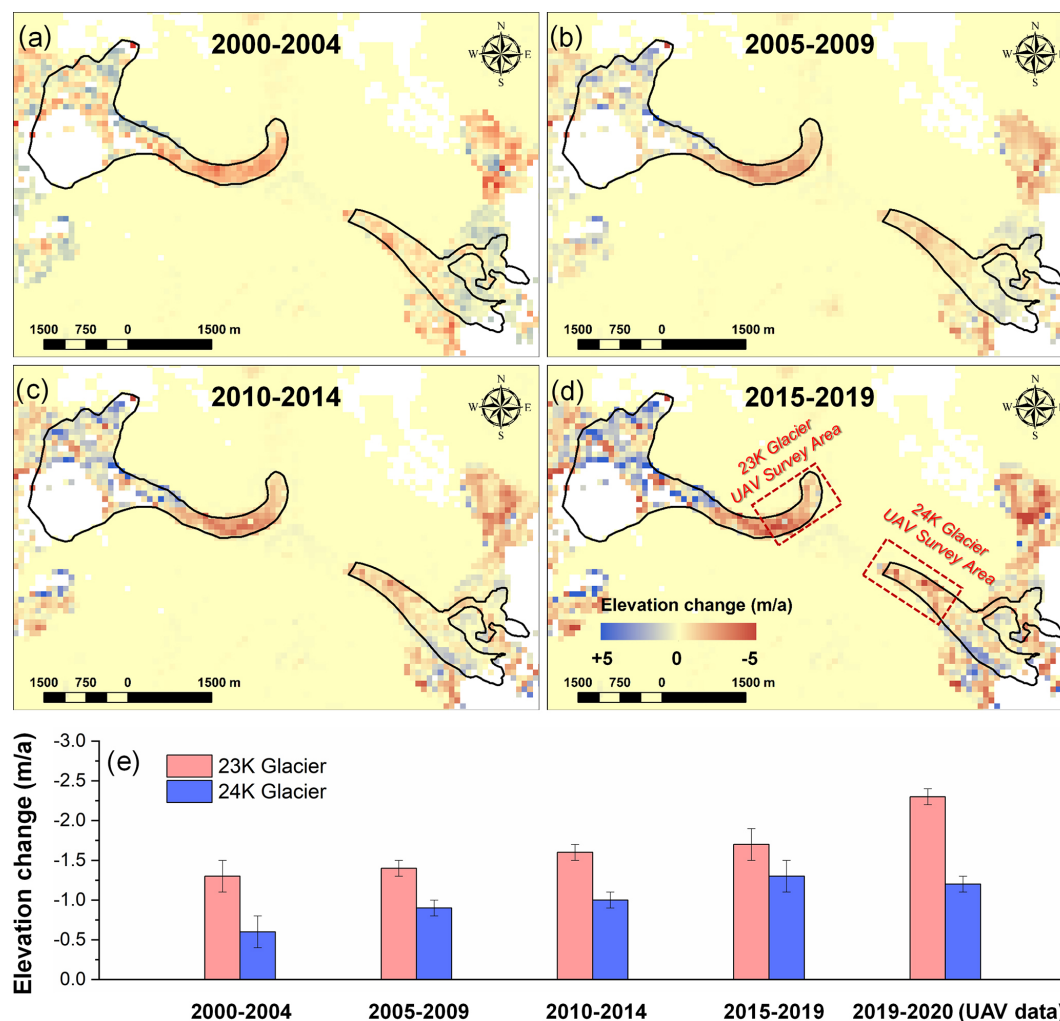 (a)
2000-2004
N
W E
S
1500 750 0 1500 m
(b)
2005-2009
N
W E
S
1500 750 0 1500 m
(c)
2010-2014
N
W E
S
1500 750 0 1500 m
(d)
2015-2019
N
W E
S
23K Glacier
UAV Survey Area
24K Glacier
UAV Survey Area
Elevation change (m/a)
+5 0 -5
1500 750 0 1500 m
(e)
23K Glacier
24K Glacier
Elevation change (m/a)
-3.0
-2.5
-2.0
-1.5
-1.0
-0.5
0.0
2000-2004 2005-2009 2010-2014 2015-2019 2019-2020 (UAV data)